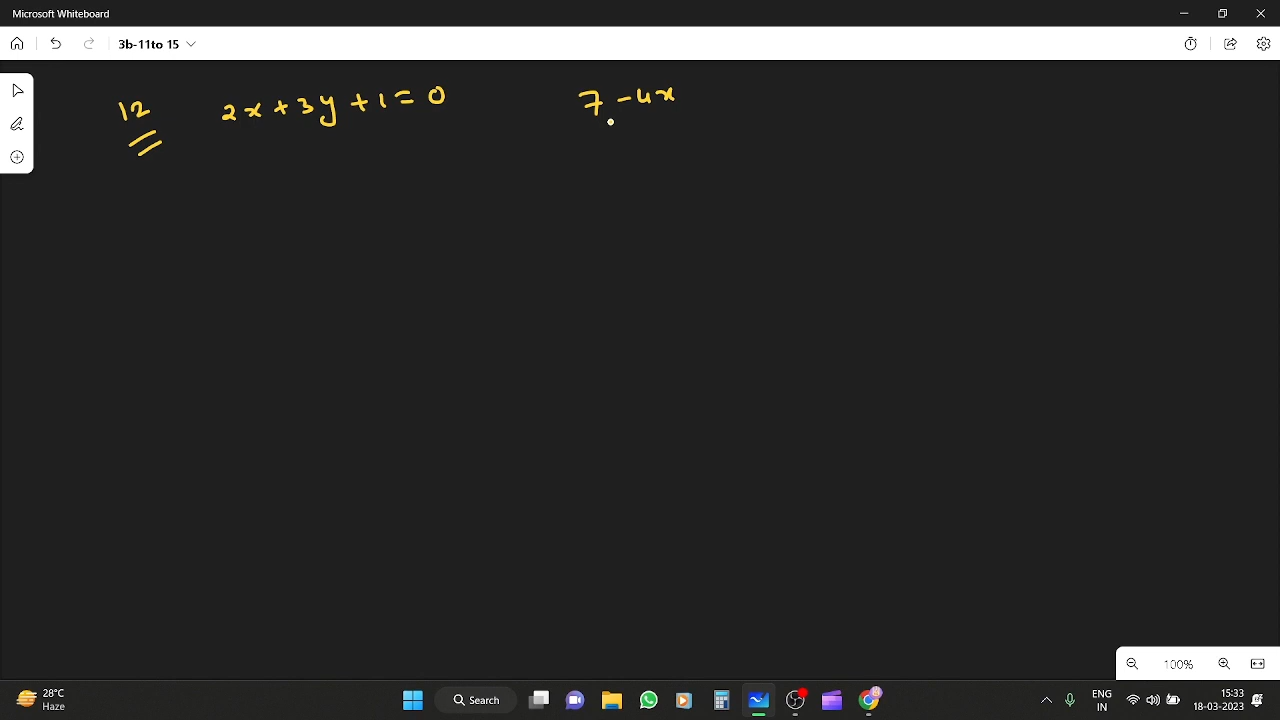 Microsoft Whiteboard
3b-11to 15
12 2x + 3y + 1 = 0 7 - 4x
100%
28°C
Haze
Search
ENG
IN
15:33
18-03-2023